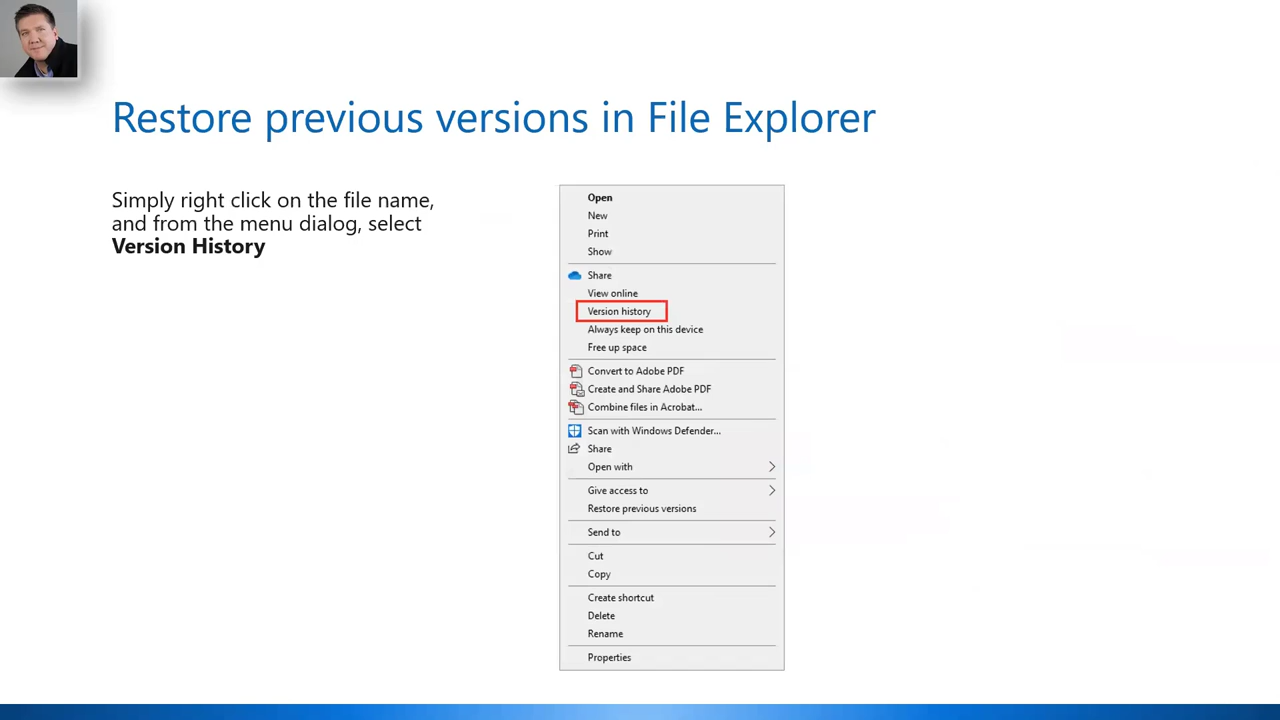 Restore previous versions in File Explorer
Simply right click on the file name,
and from the menu dialog, select
Version History
Open
New
Print
Show
Share
View online
Version history
Always keep on this device
Free up space
Convert to Adobe PDF
Create and Share Adobe PDF
Combine files in Acrobat...
Scan with Windows Defender...
Share
Open with
Give access to
Restore previous versions
Send to
Cut
Copy
Create shortcut
Delete
Rename
Properties